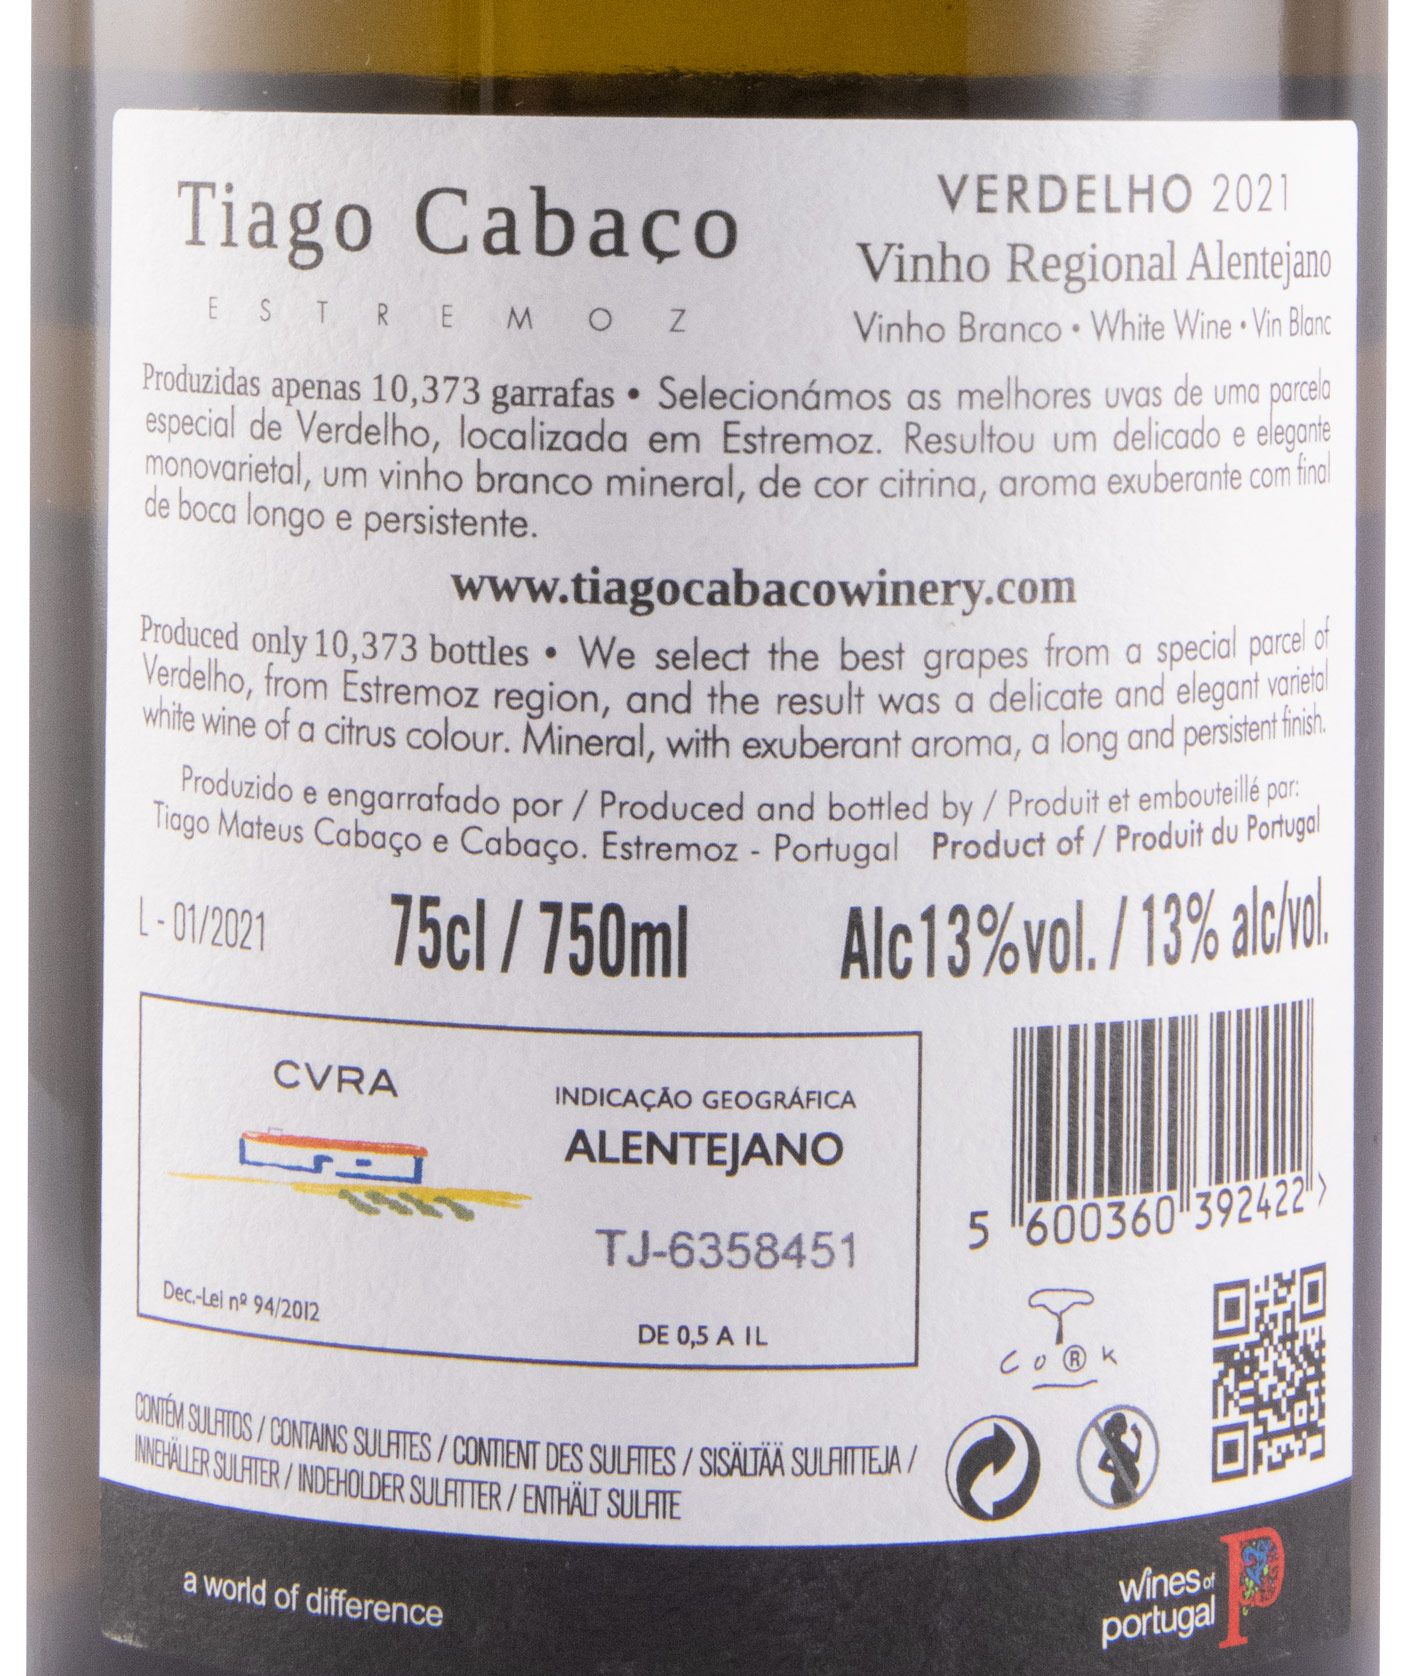 Tiago Cabaço
ESTREMOZ
VERDELHO 2021
Vinho Regional Alentejano
Vinho Branco • White Wine • Vin Blanc
Produzidas apenas 10,373 garrafas • Selecionámos as melhores uvas de uma parcela
especial de Verdelho, localizada em Estremoz. Resultou um delicado e elegante
monovarietal, um vinho branco mineral, de cor citrina, aroma exuberante com final
de boca longo e persistente.
www.tiagocabacowinery.com
Produced only 10,373 bottles • We select the best grapes from a special parcel of
Verdelho, from Estremoz region, and the result was a delicate and elegant varietal
white wine of a citrus colour. Mineral, with exuberant aroma, a long and persistent finish.
Produzido e engarrafado por / Produced and bottled by / Produit et embouteillé par:
Tiago Mateus Cabaço e Cabaço. Estremoz - Portugal Product of / Produit du Portugal
L - 01/2021
75cl / 750ml
Alc13%vol. / 13% alc/vol.
CVRA
INDICAÇÃO GEOGRÁFICA
ALENTEJANO
TJ-6358451
Dec.-Lei nº 94/2012
DE 0,5 A 1L
5 600360 392422 >
CORK
CONTÉM SULFITOS / CONTAINS SULFITES / CONTIENT DES SULFITES / SISÄLTÄÄ SULFIITTEJA /
INNEHÅLLER SULFITER / INDEHOLDER SULFITTER / ENTHÄLT SULFITE
a world of difference
wines of
portugal
P